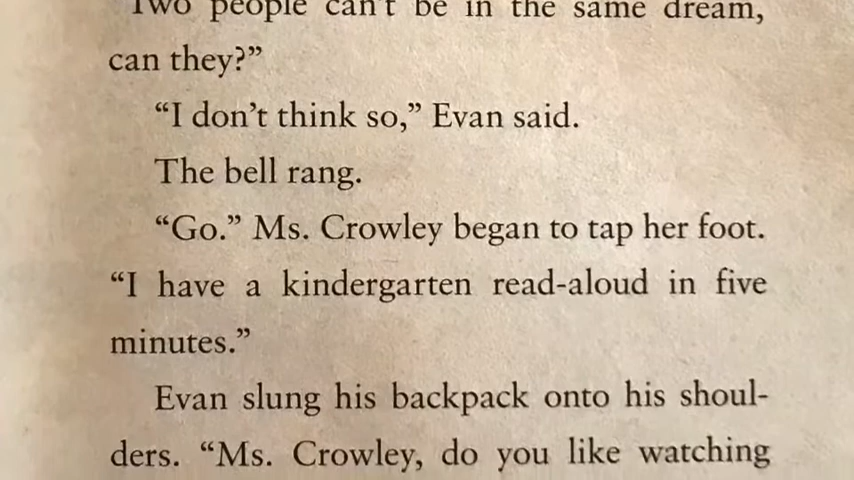 "Two people can't be in the same dream,
can they?"
"I don't think so," Evan said.
The bell rang.
"Go." Ms. Crowley began to tap her foot.
"I have a kindergarten read-aloud in five
minutes."
Evan slung his backpack onto his shoul-
ders. "Ms. Crowley, do you like watching